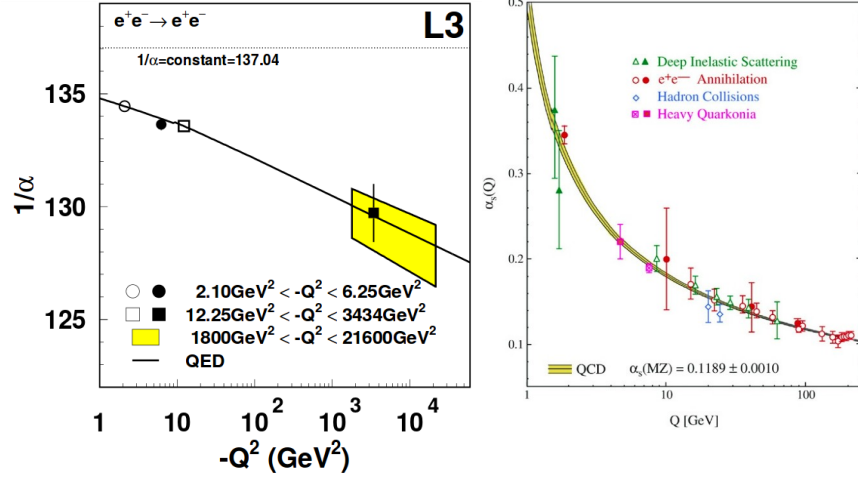 e⁺e⁻ → e⁺e⁻
L3
1/α=constant=137.04
135
130
125
1/α
2.10GeV² < -Q² < 6.25GeV²
12.25GeV² < -Q² < 3434GeV²
1800GeV² < -Q² < 21600GeV²
QED
1 10 10² 10³ 10⁴
-Q² (GeV²)
0.5
0.4
0.3
0.2
0.1
αₛ(Q)
Deep Inelastic Scattering
e⁺e⁻ Annihilation
Hadron Collisions
Heavy Quarkonia
QCD αₛ(MZ) = 0.1189 ± 0.0010
1 10 100
Q [GeV]